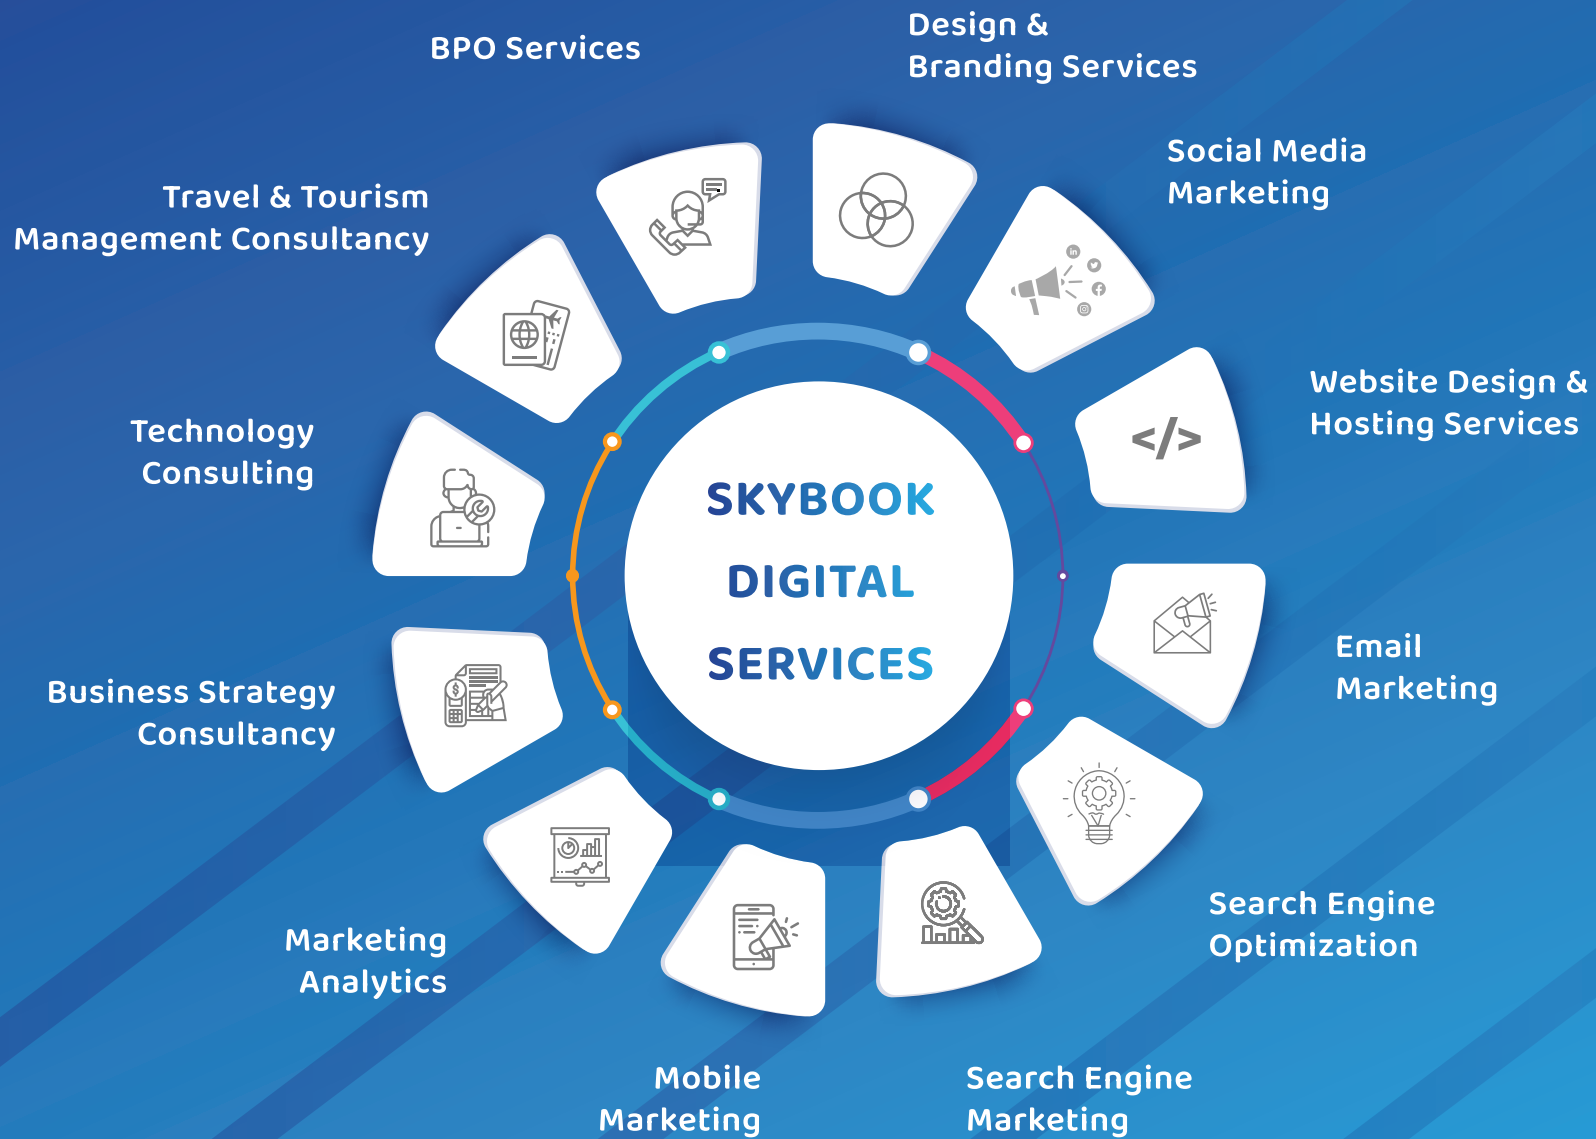 BPO Services
Design &
Branding Services
Social Media
Marketing
Travel & Tourism
Management Consultancy
Website Design &
Hosting Services
</>
Technology
Consulting
SKYBOOK
DIGITAL
SERVICES
Email
Marketing
Business Strategy
Consultancy
Search Engine
Optimization
Marketing
Analytics
Mobile
Marketing
Search Engine
Marketing